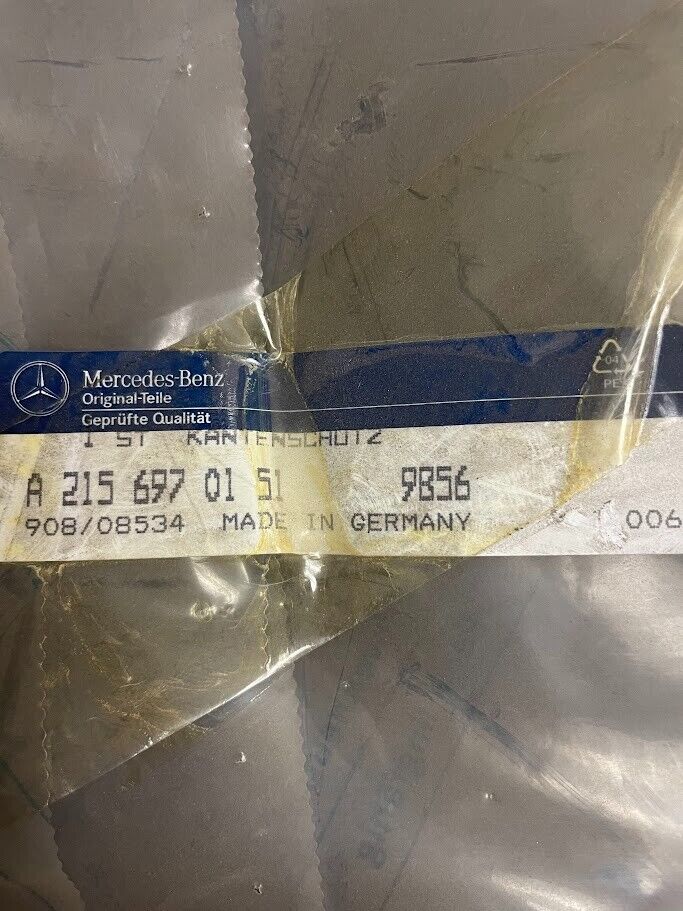 Mercedes-Benz
Original-Teile
Geprüfte Qualität
04
PE
1 ST KANTENSCHUTZ
A 215 697 01 51 9856
908/08534 MADE IN GERMANY 006